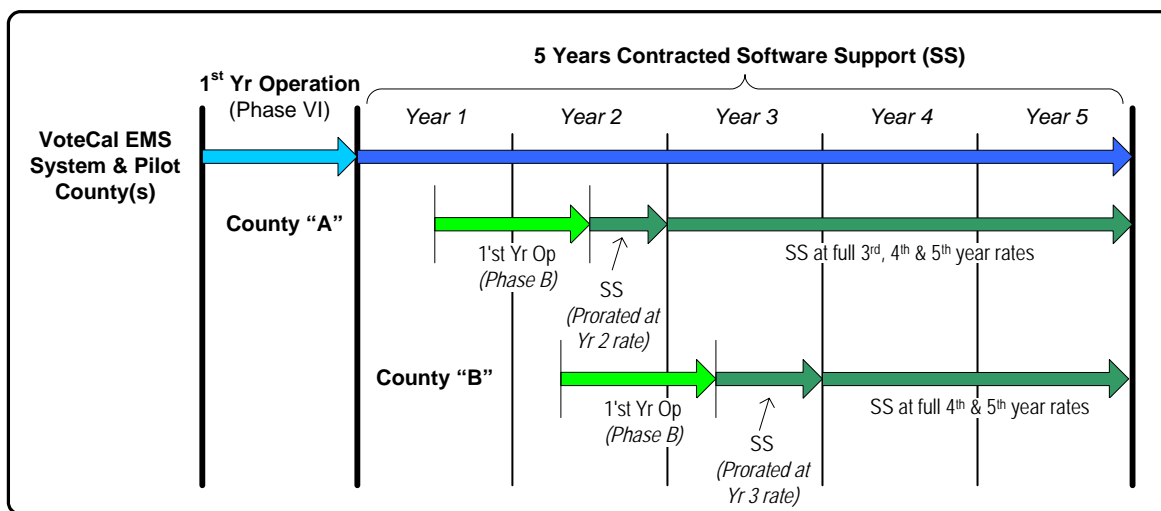 5 Years Contracted Software Support (SS)
1st Yr Operation
(Phase VI)
Year 1
Year 2
Year 3
Year 4
Year 5
VoteCal EMS
System & Pilot
County(s)
County “A”
1'st Yr Op
(Phase B)
SS
(Prorated at
Yr 2 rate)
SS at full 3rd, 4th & 5th year rates
County “B”
1'st Yr Op
(Phase B)
SS
(Prorated at
Yr 3 rate)
SS at full 4th & 5th year rates